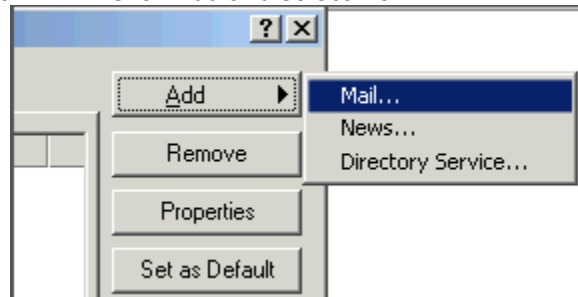 Add
Mail...
News...
Remove
Directory Service...
Properties
Set as Default